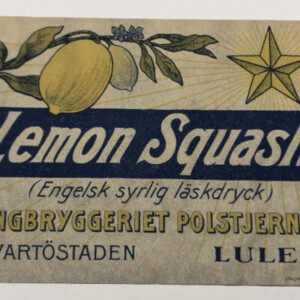 Lemon Squash
(Engelsk syrlig läskdryck)
NGBRYGGERIET POLSTJERN
VARTÖSTADEN LULE